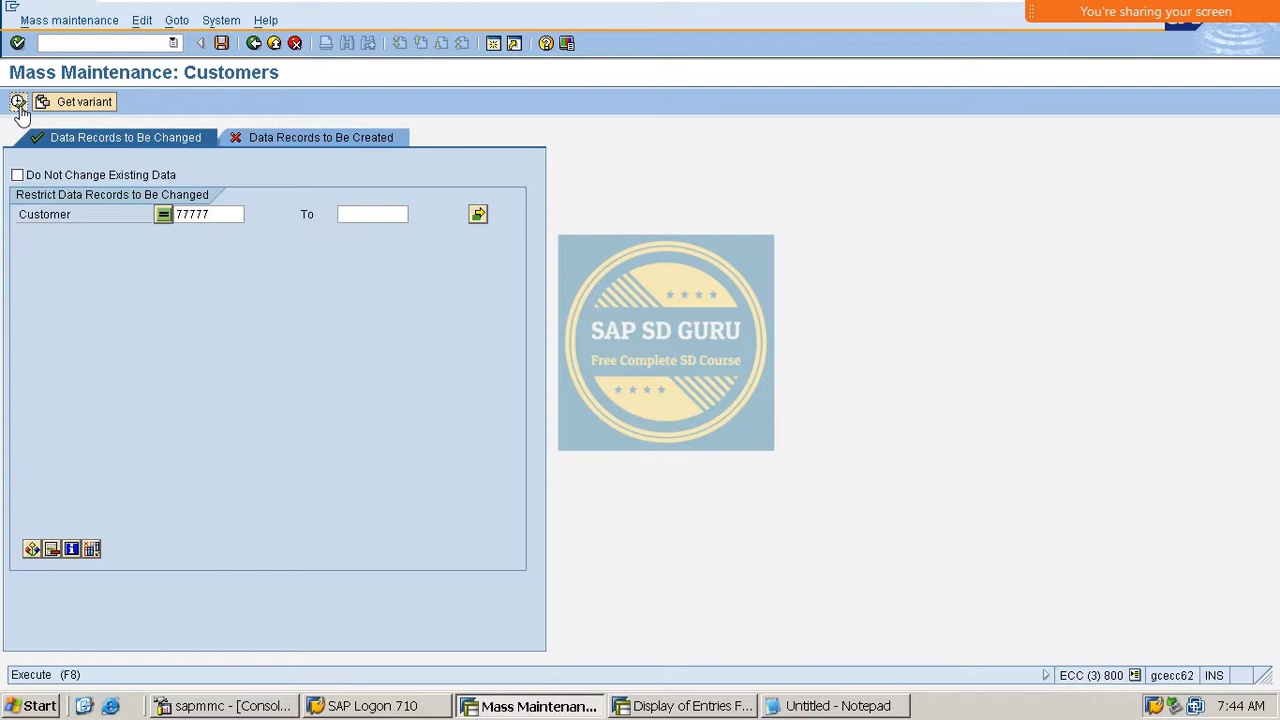 You're sharing your screen
Mass maintenance Edit Goto System Help
Mass Maintenance: Customers
Get variant
Data Records to Be Changed Data Records to Be Created
Do Not Change Existing Data
Restrict Data Records to Be Changed
Customer = 77777 To
SAP SD GURU
Free Complete SD Course
Execute (F8) ECC (3) 800 gcecc62 INS
Start sapmmc - [Consol... SAP Logon 710 Mass Maintenan... Display of Entries F... Untitled - Notepad 7:44 AM